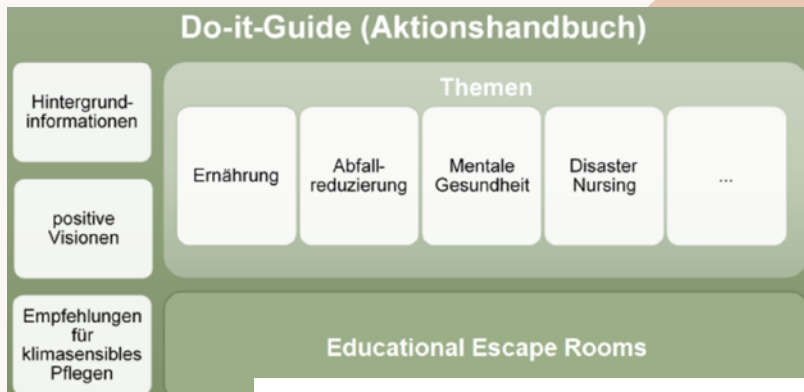 Do-it-Guide (Aktionshandbuch)
Hintergrund-
informationen
positive
Visionen
Empfehlungen
für
klimasensibles
Pflegen
Themen
Ernährung
Abfall-
reduzierung
Mentale
Gesundheit
Disaster
Nursing
...
Educational Escape Rooms